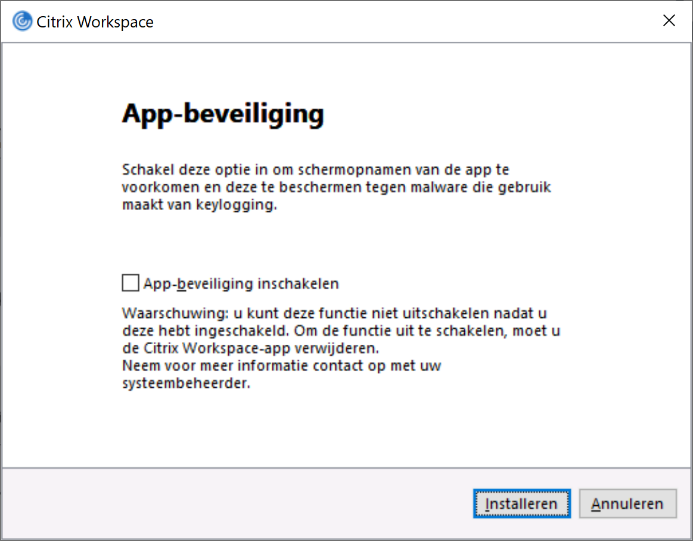 Citrix Workspace
App-beveiliging
Schakel deze optie in om schermopnamen van de app te
voorkomen en deze te beschermen tegen malware die gebruik
maakt van keylogging.
App-beveiliging inschakelen
Waarschuwing: u kunt deze functie niet uitschakelen nadat u
deze hebt ingeschakeld. Om de functie uit te schakelen, moet u
de Citrix Workspace-app verwijderen.
Neem voor meer informatie contact op met uw
systeembeheerder.
Installeren
Annuleren